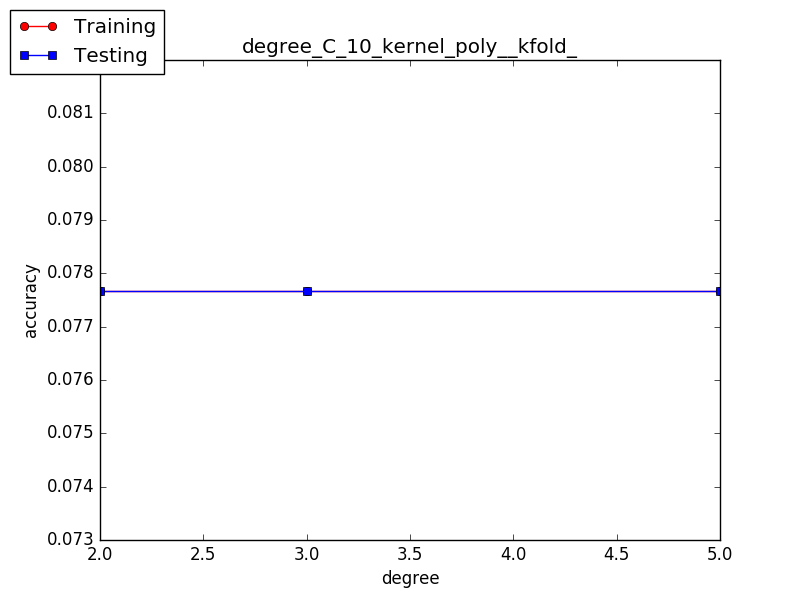 Training
Testing
degree_C_10_kernel_poly__kfold_
0.081
0.080
0.079
0.078
0.077
0.076
0.075
0.074
0.073
accuracy
2.0 2.5 3.0 3.5 4.0 4.5 5.0
degree